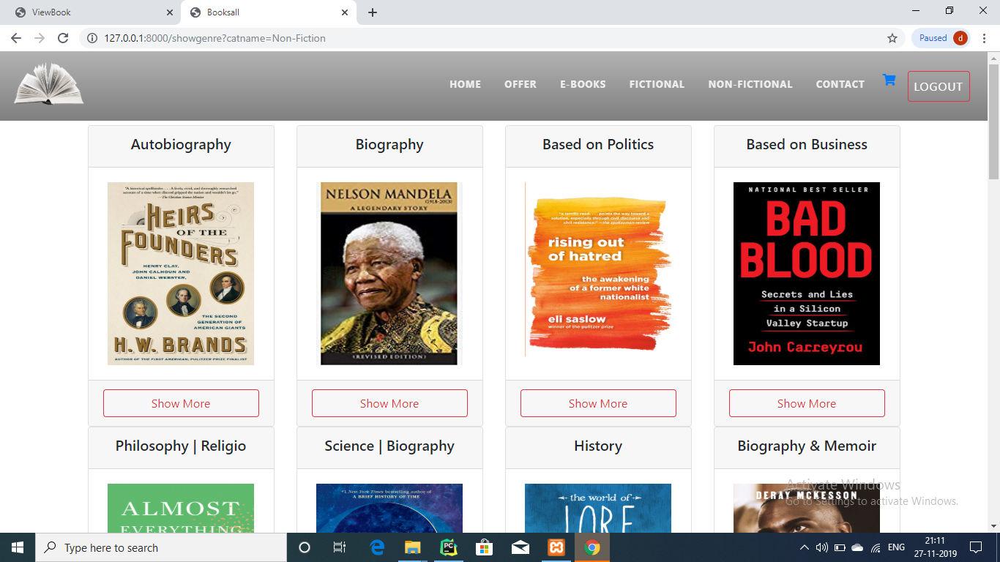 ViewBook
Booksall
127.0.0.1:8000/showgenre?catname=Non-Fiction
Paused
d
HOME
OFFER
E-BOOKS
FICTIONAL
NON-FICTIONAL
CONTACT
LOGOUT
Autobiography
Biography
Based on Politics
Based on Business
"A historical spellbinder. . . . A lively, vivid, and thoroughly researched
account of a time when discord gripped the nation and wouldn't let go."
—The Christian Science Monitor
HEIRS
OF THE
FOUNDERS
HENRY CLAY,
JOHN CALHOUN AND
DANIEL WEBSTER,
THE SECOND
GENERATION OF
AMERICAN GIANTS
H.W. BRANDS
AUTHOR OF THE FIRST AMERICAN, PULITZER PRIZE FINALIST
NELSON MANDELA
(1918-2013)
A LEGENDARY STORY
(REVISED EDITION)
"a terrific read points the way toward a
solution, especially through civil discourse and
civil resistance." —the spokesman-review
rising out
of hatred
the awakening
of a former white
nationalist
eli saslow
winner of the pulitzer prize
NATIONAL BEST SELLER
BAD
BLOOD
Secrets and Lies
in a Silicon
Valley Startup
John Carreyrou
Show More
Show More
Show More
Show More
Philosophy | Religio
Science | Biography
History
Biography & Memoir
ALMOST
EVERYTHING
#1 New York Times bestselling author of
A BRIEF HISTORY OF TIME
the world of
LORE
DERAY MCKESSON
Activate Windows
Go to Settings to activate Windows.
Type here to search
PC
ENG
21:11
27-11-2019